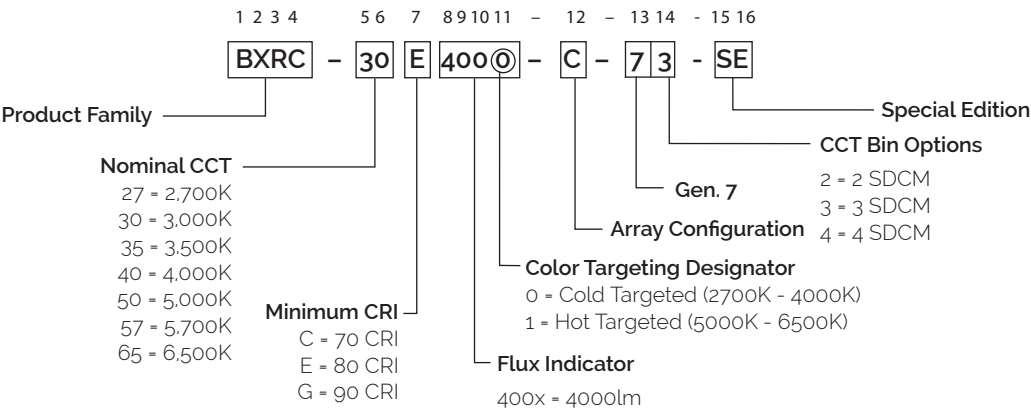 1 2 3 4 5 6 7 8 9 10 11 – 12 – 13 14 - 15 16
BXRC – 30 E 4000 – C – 7 3 - SE
Product Family
Special Edition
Nominal CCT
27 = 2,700K
30 = 3,000K
35 = 3,500K
40 = 4,000K
50 = 5,000K
57 = 5,700K
65 = 6,500K
CCT Bin Options
2 = 2 SDCM
3 = 3 SDCM
4 = 4 SDCM
Gen. 7
Array Configuration
Color Targeting Designator
0 = Cold Targeted (2700K - 4000K)
1 = Hot Targeted (5000K - 6500K)
Minimum CRI
C = 70 CRI
E = 80 CRI
G = 90 CRI
Flux Indicator
400x = 4000lm